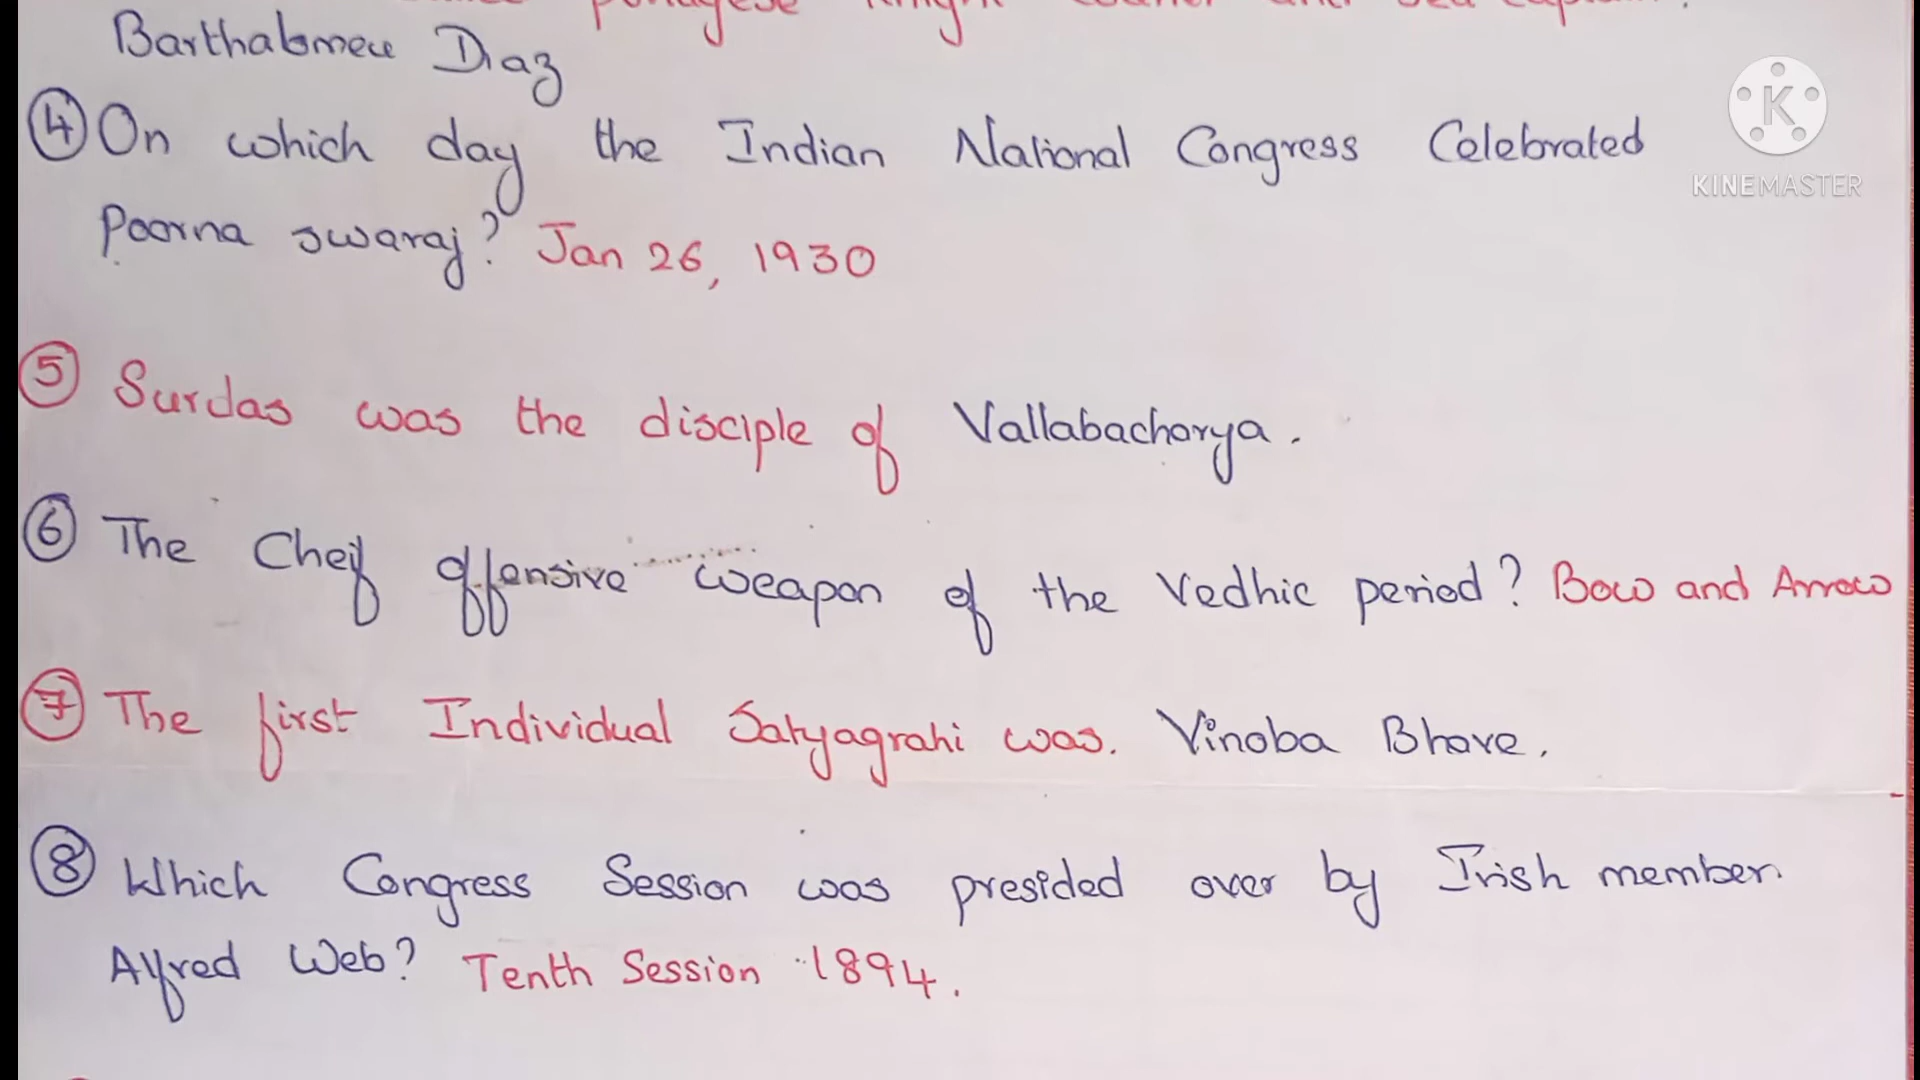 Barthabmeu Diaz
④ On which day the Indian National Congress Celebrated
Poorna swaraj? Jan 26, 1930
⑤ Surdas was the disciple of Vallabacharya.
⑥ The Cheif offensive weapon of the Vedhic period? Bow and Arrow
⑦ The first Individual Satyagrahi was. Vinoba Bhave.
⑧ Which Congress Session was presided over by Irish member.
Alfred Web? Tenth Session 1894.
K
KINEMASTER